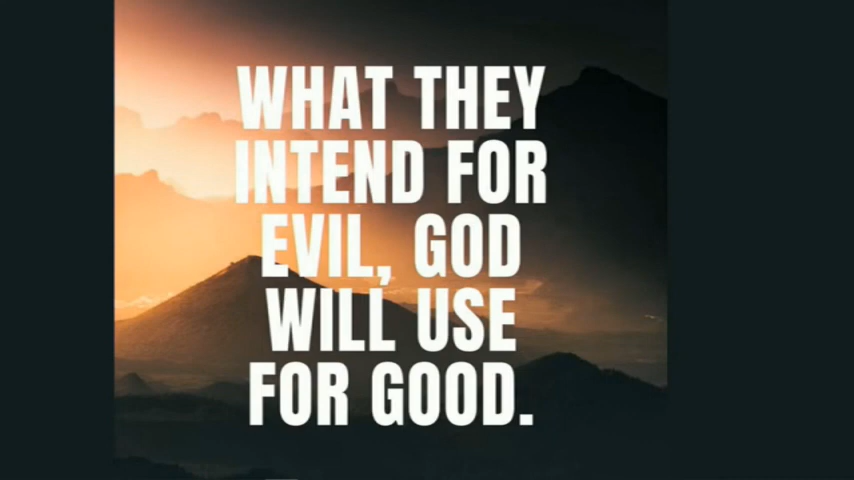 WHAT THEY
INTEND FOR
EVIL, GOD
WILL USE
FOR GOOD.